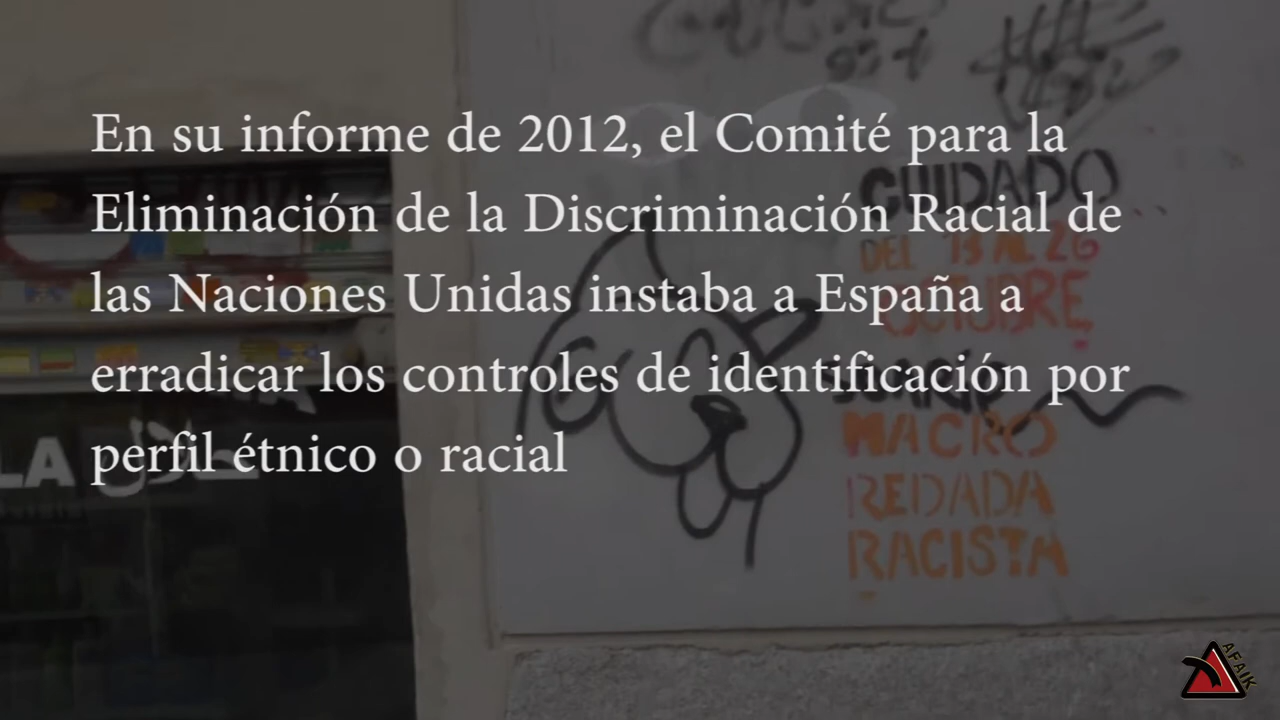 En su informe de 2012, el Comité para la
Eliminación de la Discriminación Racial de
las Naciones Unidas instaba a España a
erradicar los controles de identificación por
perfil étnico o racial
CUIDADO
DEL 13 AL 26
OCTUBRE
MACRO
REDADA
RACISTA
LA
AFAIK